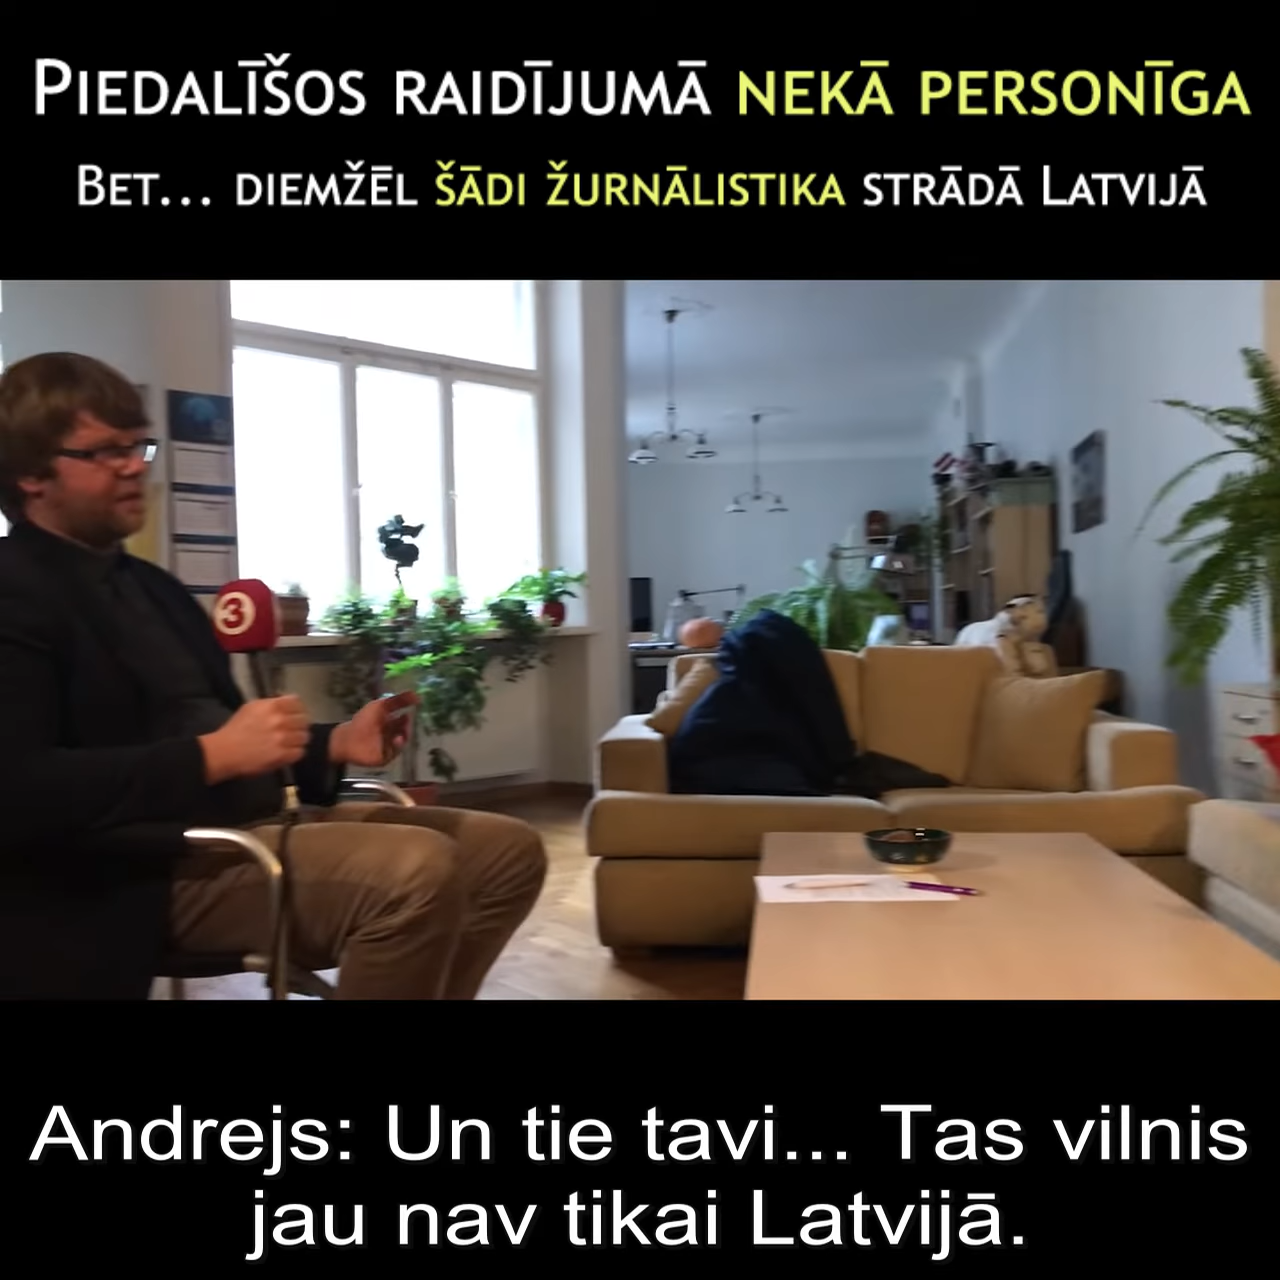 Piedalīšos raidījumā nekā personīga
Bet... diemžēl šādi žurnālistika strādā Latvijā
3
Andrejs: Un tie tavi... Tas vilnis
jau nav tikai Latvijā.